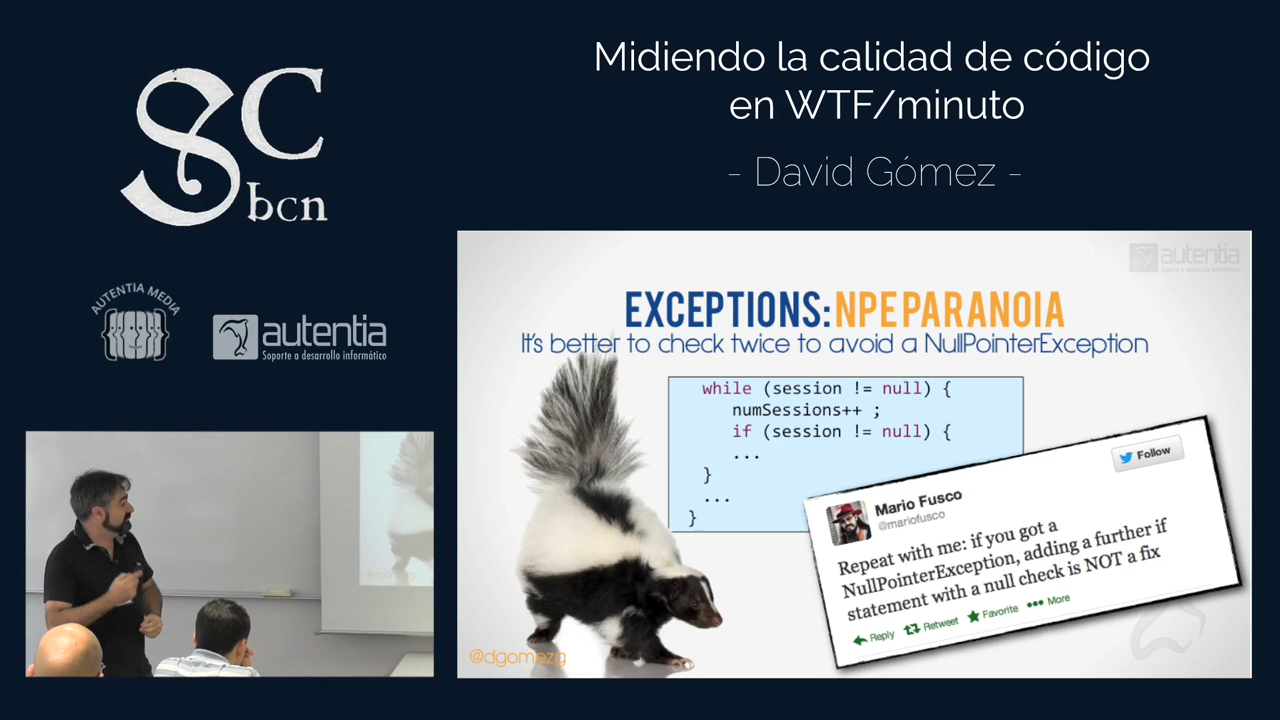 SC
bcn
AUTENTIA MEDIA
autentia
Soporte a desarrollo informático
Midiendo la calidad de código
en WTF/minuto
- David Gómez -
autentia
Soporte a desarrollo informático
EXCEPTIONS: NPE PARANOIA
It's better to check twice to avoid a NullPointerException
while (session != null) {
numSessions++ ;
if (session != null) {
...
}
...
}
Follow
Mario Fusco
@mariofusco
Repeat with me: if you got a
NullPointerException, adding a further if
statement with a null check is NOT a fix
Reply Retweet Favorite More
@dgomezg